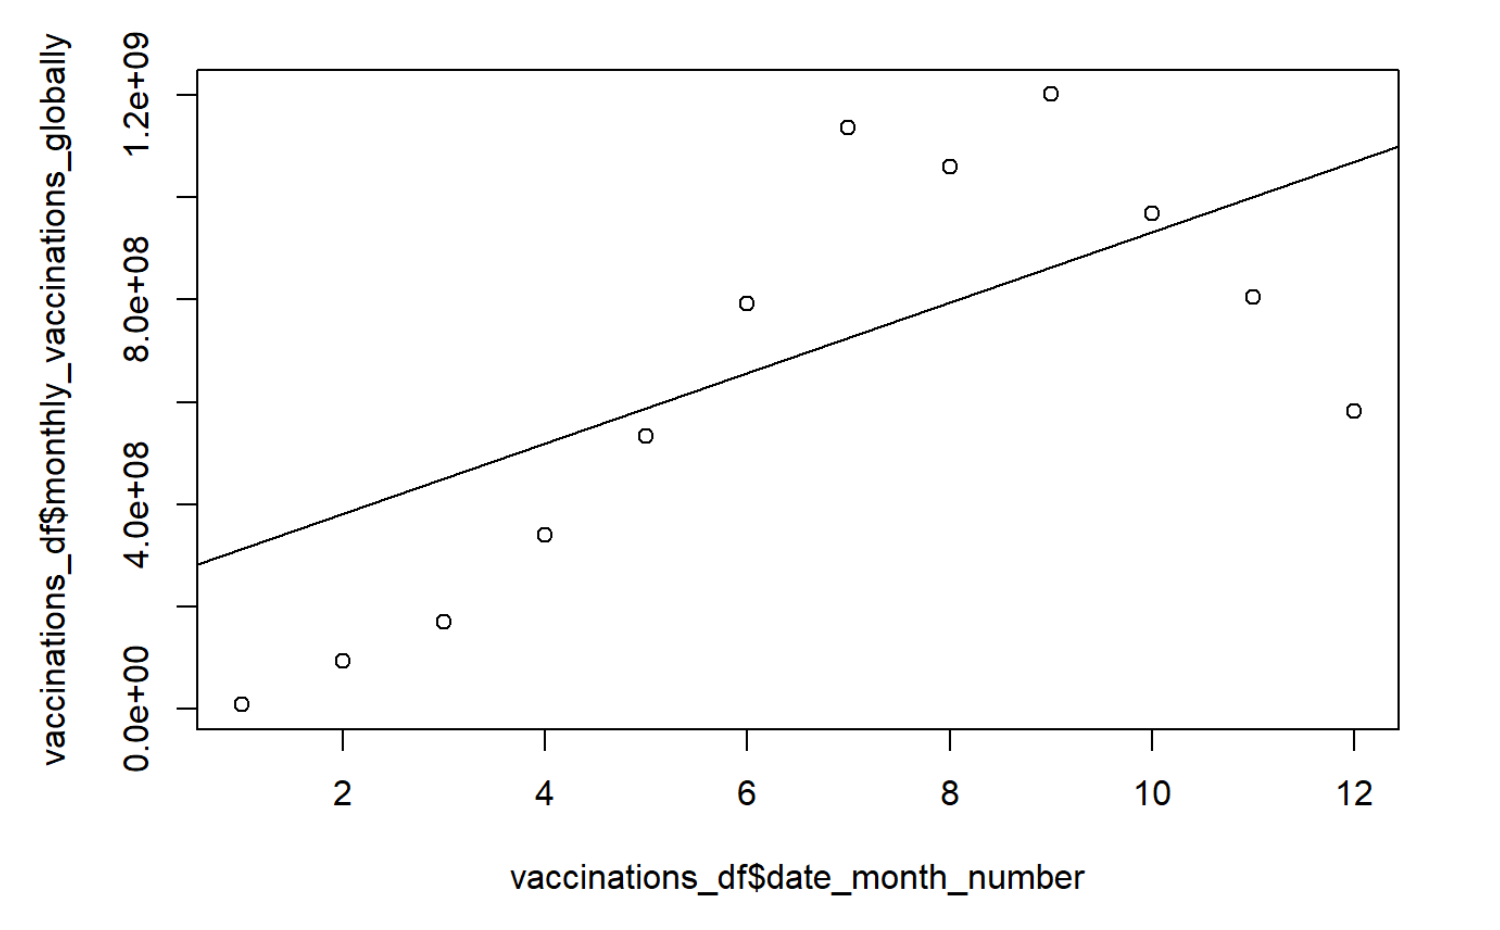 vaccinations_df$monthly_vaccinations_globally
1.2e+09
8.0e+08
4.0e+08
0.0e+00
2 4 6 8 10 12
vaccinations_df$date_month_number